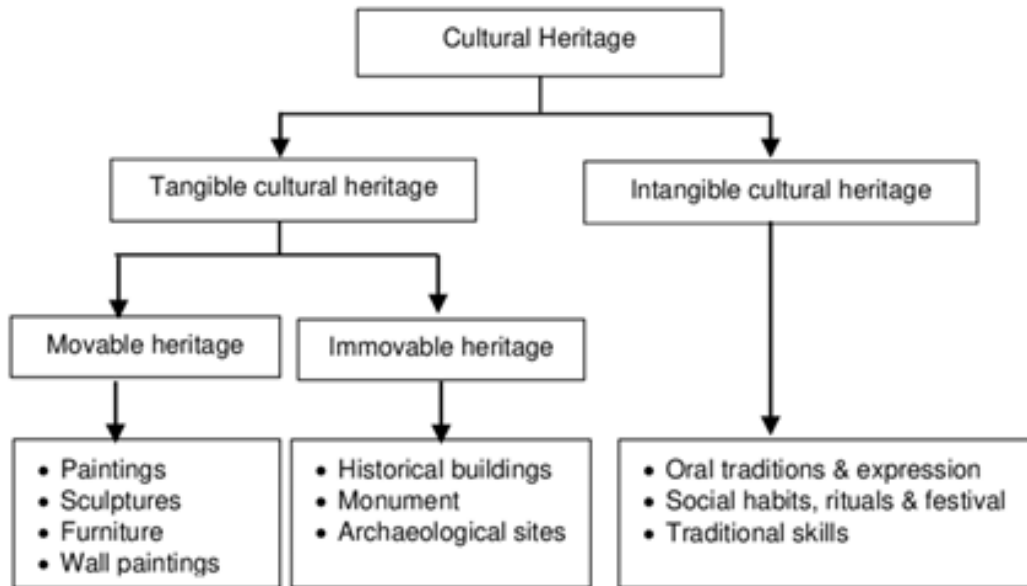 Cultural Heritage
Tangible cultural heritage
Intangible cultural heritage
Movable heritage
Immovable heritage
• Paintings
• Sculptures
• Furniture
• Wall paintings
• Historical buildings
• Monument
• Archaeological sites
• Oral traditions & expression
• Social habits, rituals & festival
• Traditional skills